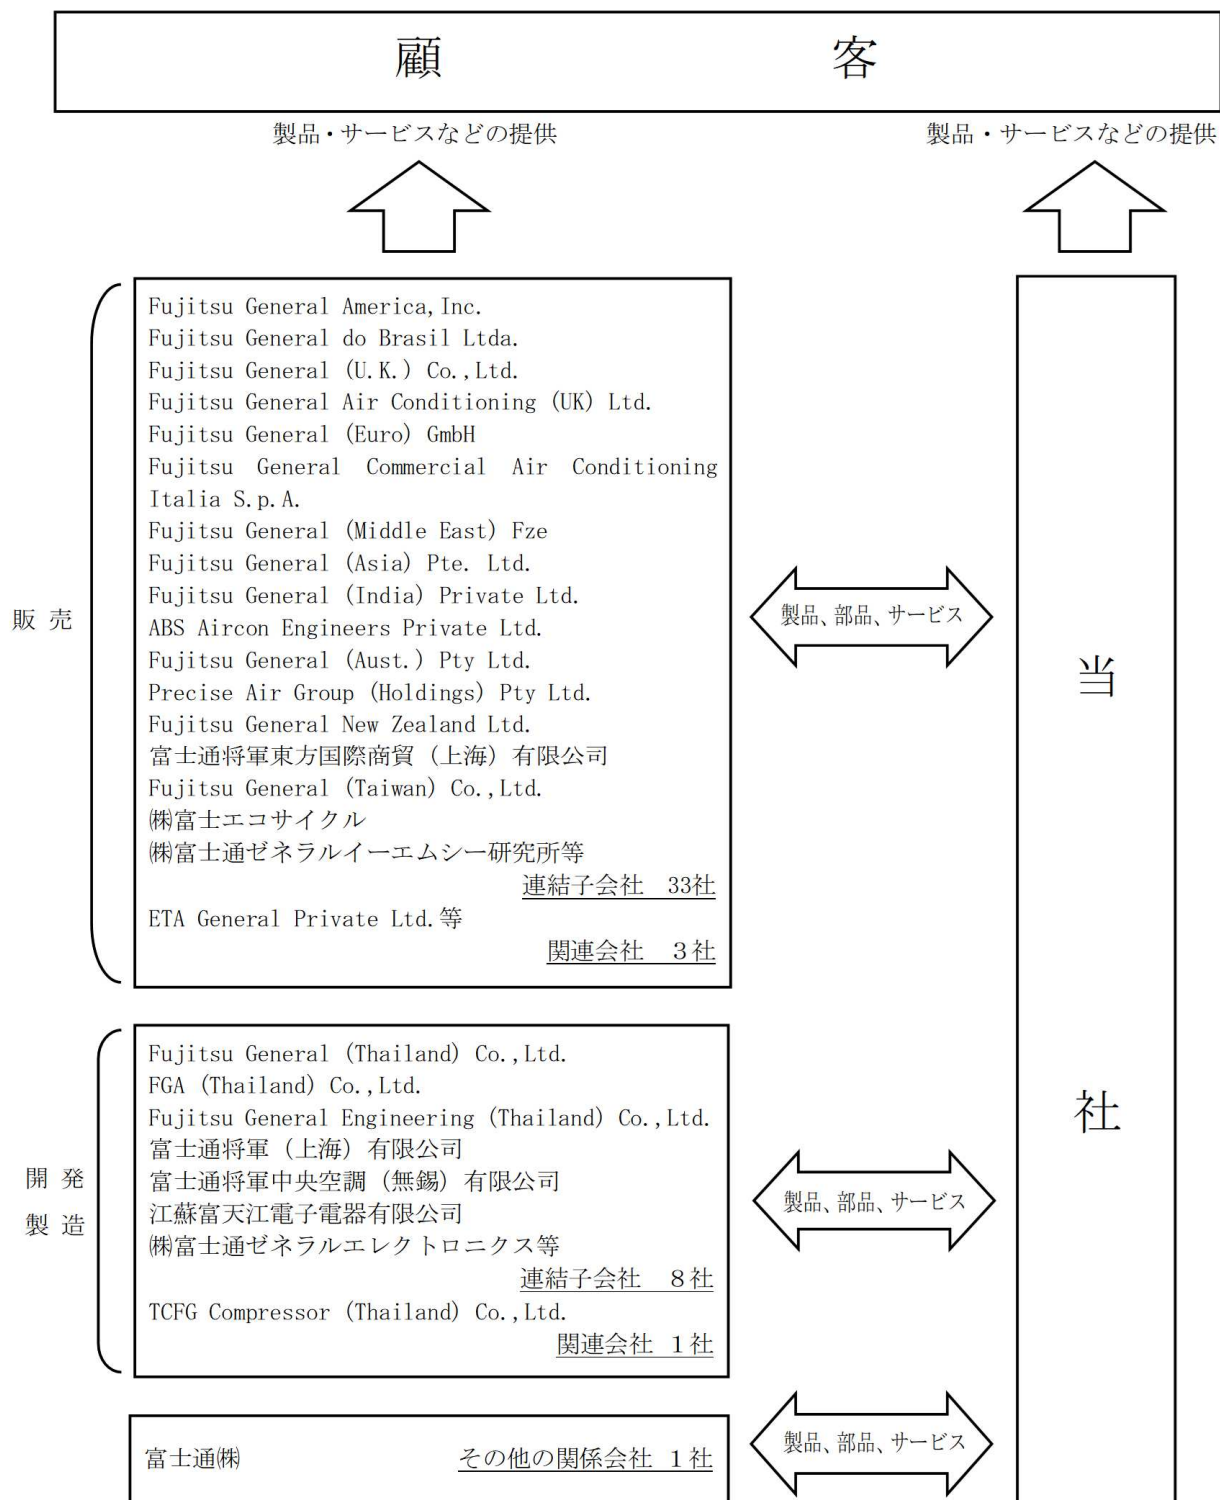 顧客
製品・サービスなどの提供
製品・サービスなどの提供
販売
Fujitsu General America,Inc.
Fujitsu General do Brasil Ltda.
Fujitsu General (U.K.) Co.,Ltd.
Fujitsu General Air Conditioning (UK) Ltd.
Fujitsu General (Euro) GmbH
Fujitsu General Commercial Air Conditioning
Italia S.p.A.
Fujitsu General (Middle East) Fze
Fujitsu General (Asia) Pte. Ltd.
Fujitsu General (India) Private Ltd.
ABS Aircon Engineers Private Ltd.
Fujitsu General (Aust.) Pty Ltd.
Precise Air Group (Holdings) Pty Ltd.
Fujitsu General New Zealand Ltd.
富士通将軍東方国際商貿（上海）有限公司
Fujitsu General (Taiwan) Co.,Ltd.
㈱富士エコサイクル
㈱富士通ゼネラルイーエムシー研究所等
連結子会社　33社
ETA General Private Ltd.等
関連会社　３社
製品、部品、サービス
当社
開発
製造
Fujitsu General (Thailand) Co.,Ltd.
FGA (Thailand) Co.,Ltd.
Fujitsu General Engineering (Thailand) Co.,Ltd.
富士通将軍（上海）有限公司
富士通将軍中央空調（無錫）有限公司
江蘇富天江電子電器有限公司
㈱富士通ゼネラルエレクトロニクス等
連結子会社　８社
TCFG Compressor (Thailand) Co.,Ltd.
関連会社　１社
製品、部品、サービス
富士通㈱　その他の関係会社　１社
製品、部品、サービス